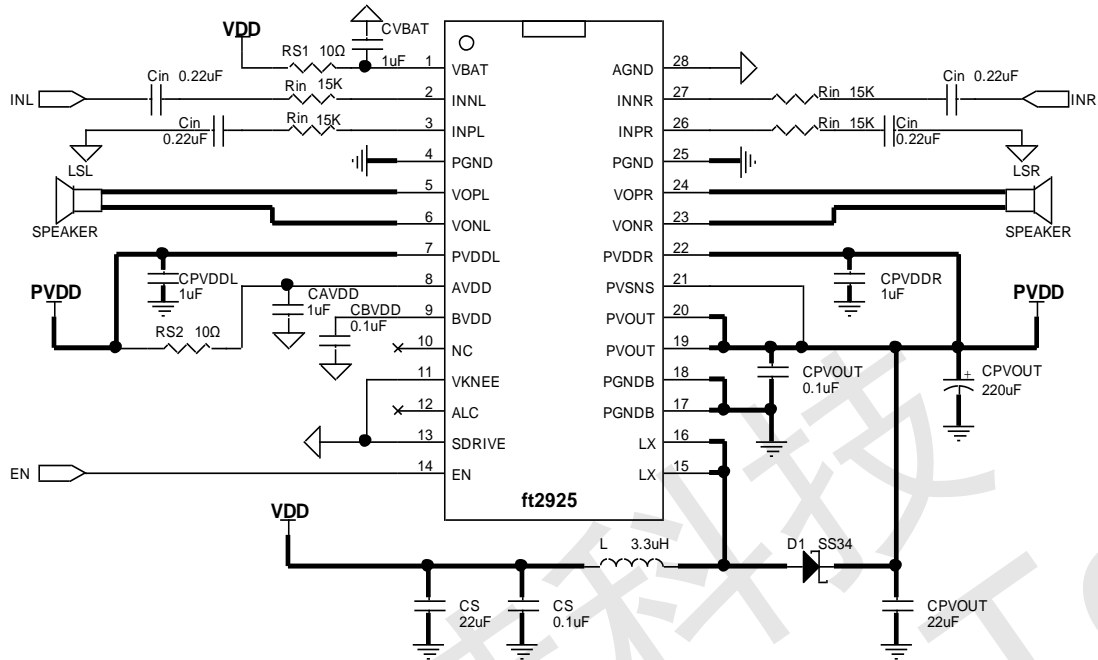 VDD
CVBAT
1uF
RS1 10Ω
INL
Cin 0.22uF
Rin 15K
Cin
0.22uF
Rin 15K
LSL
SPEAKER
CPVDDL
1uF
PVDD
CAVDD
1uF
CBVDD
0.1uF
RS2 10Ω
EN
1 VBAT
2 INNL
3 INPL
4 PGND
5 VOPL
6 VONL
7 PVDDL
8 AVDD
9 BVDD
10 NC
11 VKNEE
12 ALC
13 SDRIVE
14 EN
AGND 28
INNR 27
INPR 26
PGND 25
VOPR 24
VONR 23
PVDDR 22
PVSNS 21
PVOUT 20
PVOUT 19
PGNDB 18
PGNDB 17
LX 16
LX 15
ft2925
Cin 0.22uF
Rin 15K
INR
Rin 15K
Cin
0.22uF
LSR
SPEAKER
CPVDDR
1uF
PVDD
CPVOUT
0.1uF
+
CPVOUT
220uF
VDD
L 3.3uH
D1 SS34
CS
22uF
CS
0.1uF
CPVOUT
22uF
科技